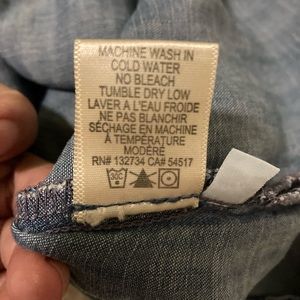 MACHINE WASH IN
COLD WATER
NO BLEACH
TUMBLE DRY LOW
LAVER A L'EAU FROIDE
NE PAS BLANCHIR
SÉCHAGE EN MACHINE
À TEMPÉRATURE
MODÉRÉ
RN# 132734 CA# 54517
30C